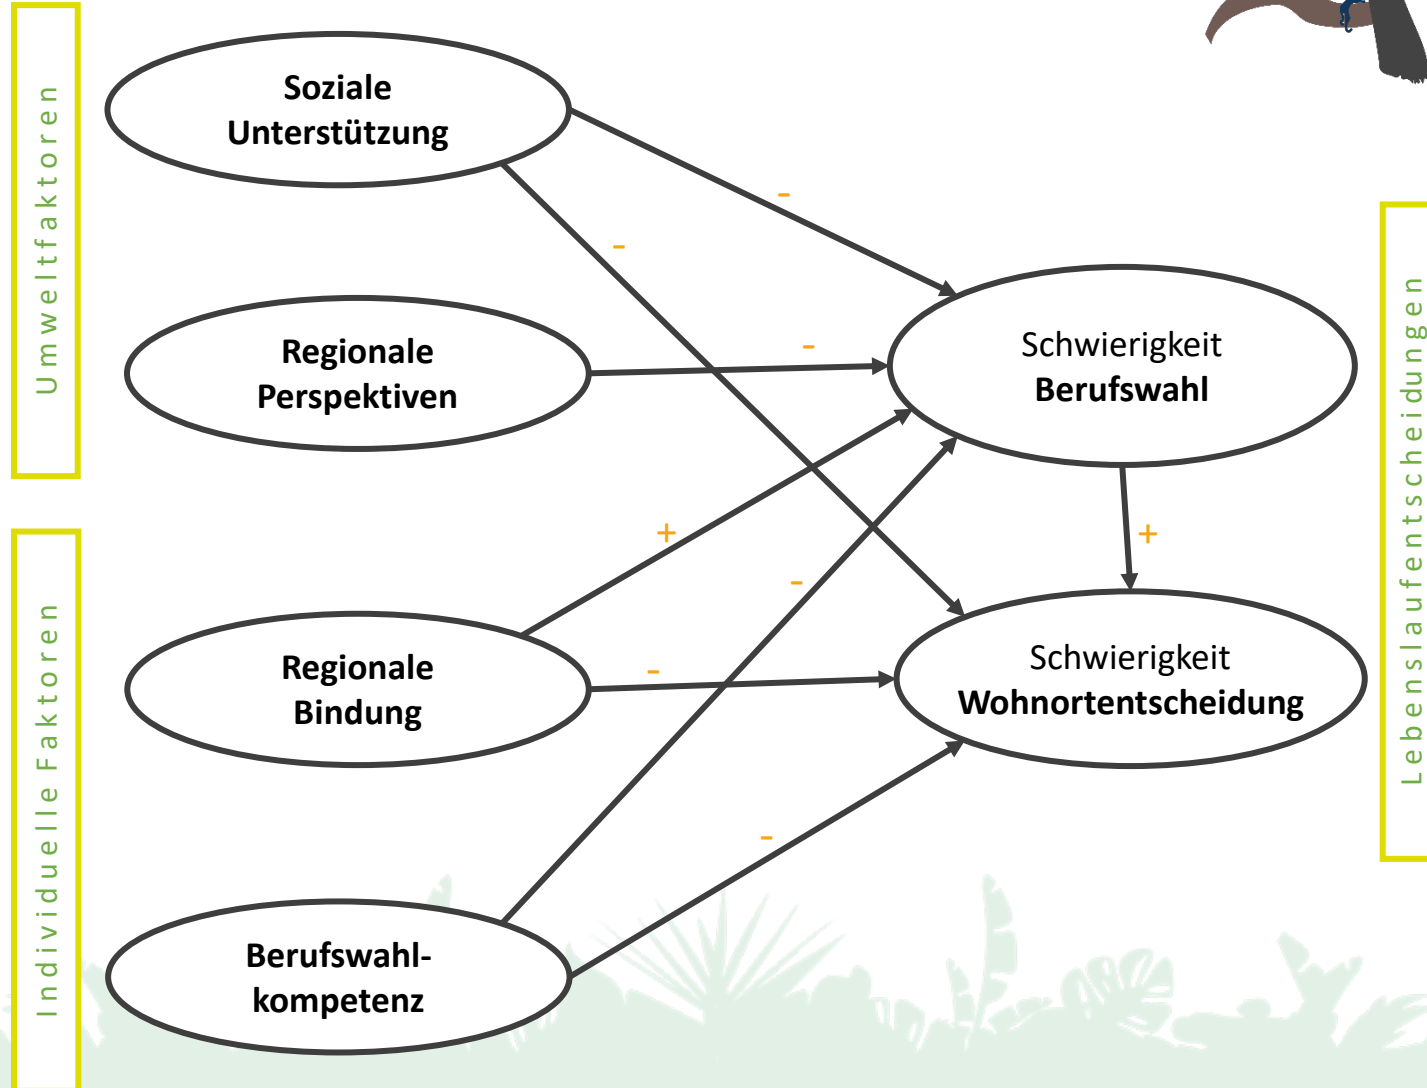 Umweltfaktoren
Soziale
Unterstützung
-
-
Regionale
Perspektiven
-
Schwierigkeit
Berufswahl
Lebenslaufentscheidungen
Individuelle Faktoren
+
+
-
Regionale
Bindung
-
Schwierigkeit
Wohnortentscheidung
-
Berufswahl-
kompetenz